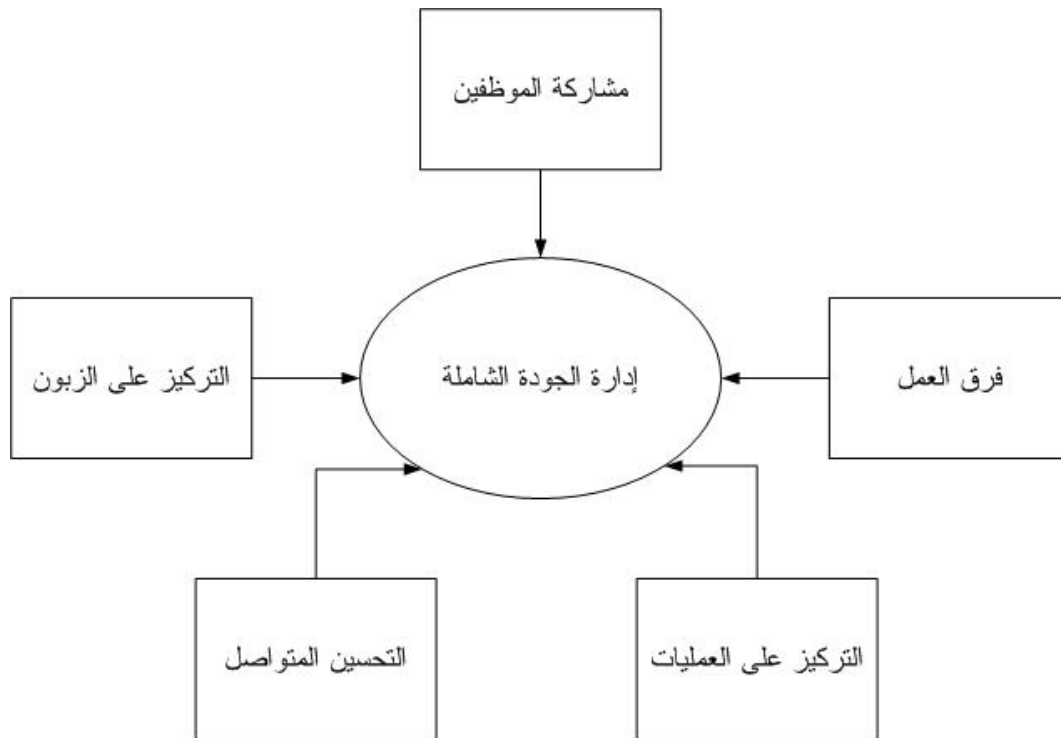 مشاركة الموظفين
فرق العمل
إدارة الجودة الشاملة
التركيز على الزبون
التركيز على العمليات
التحسين المتواصل